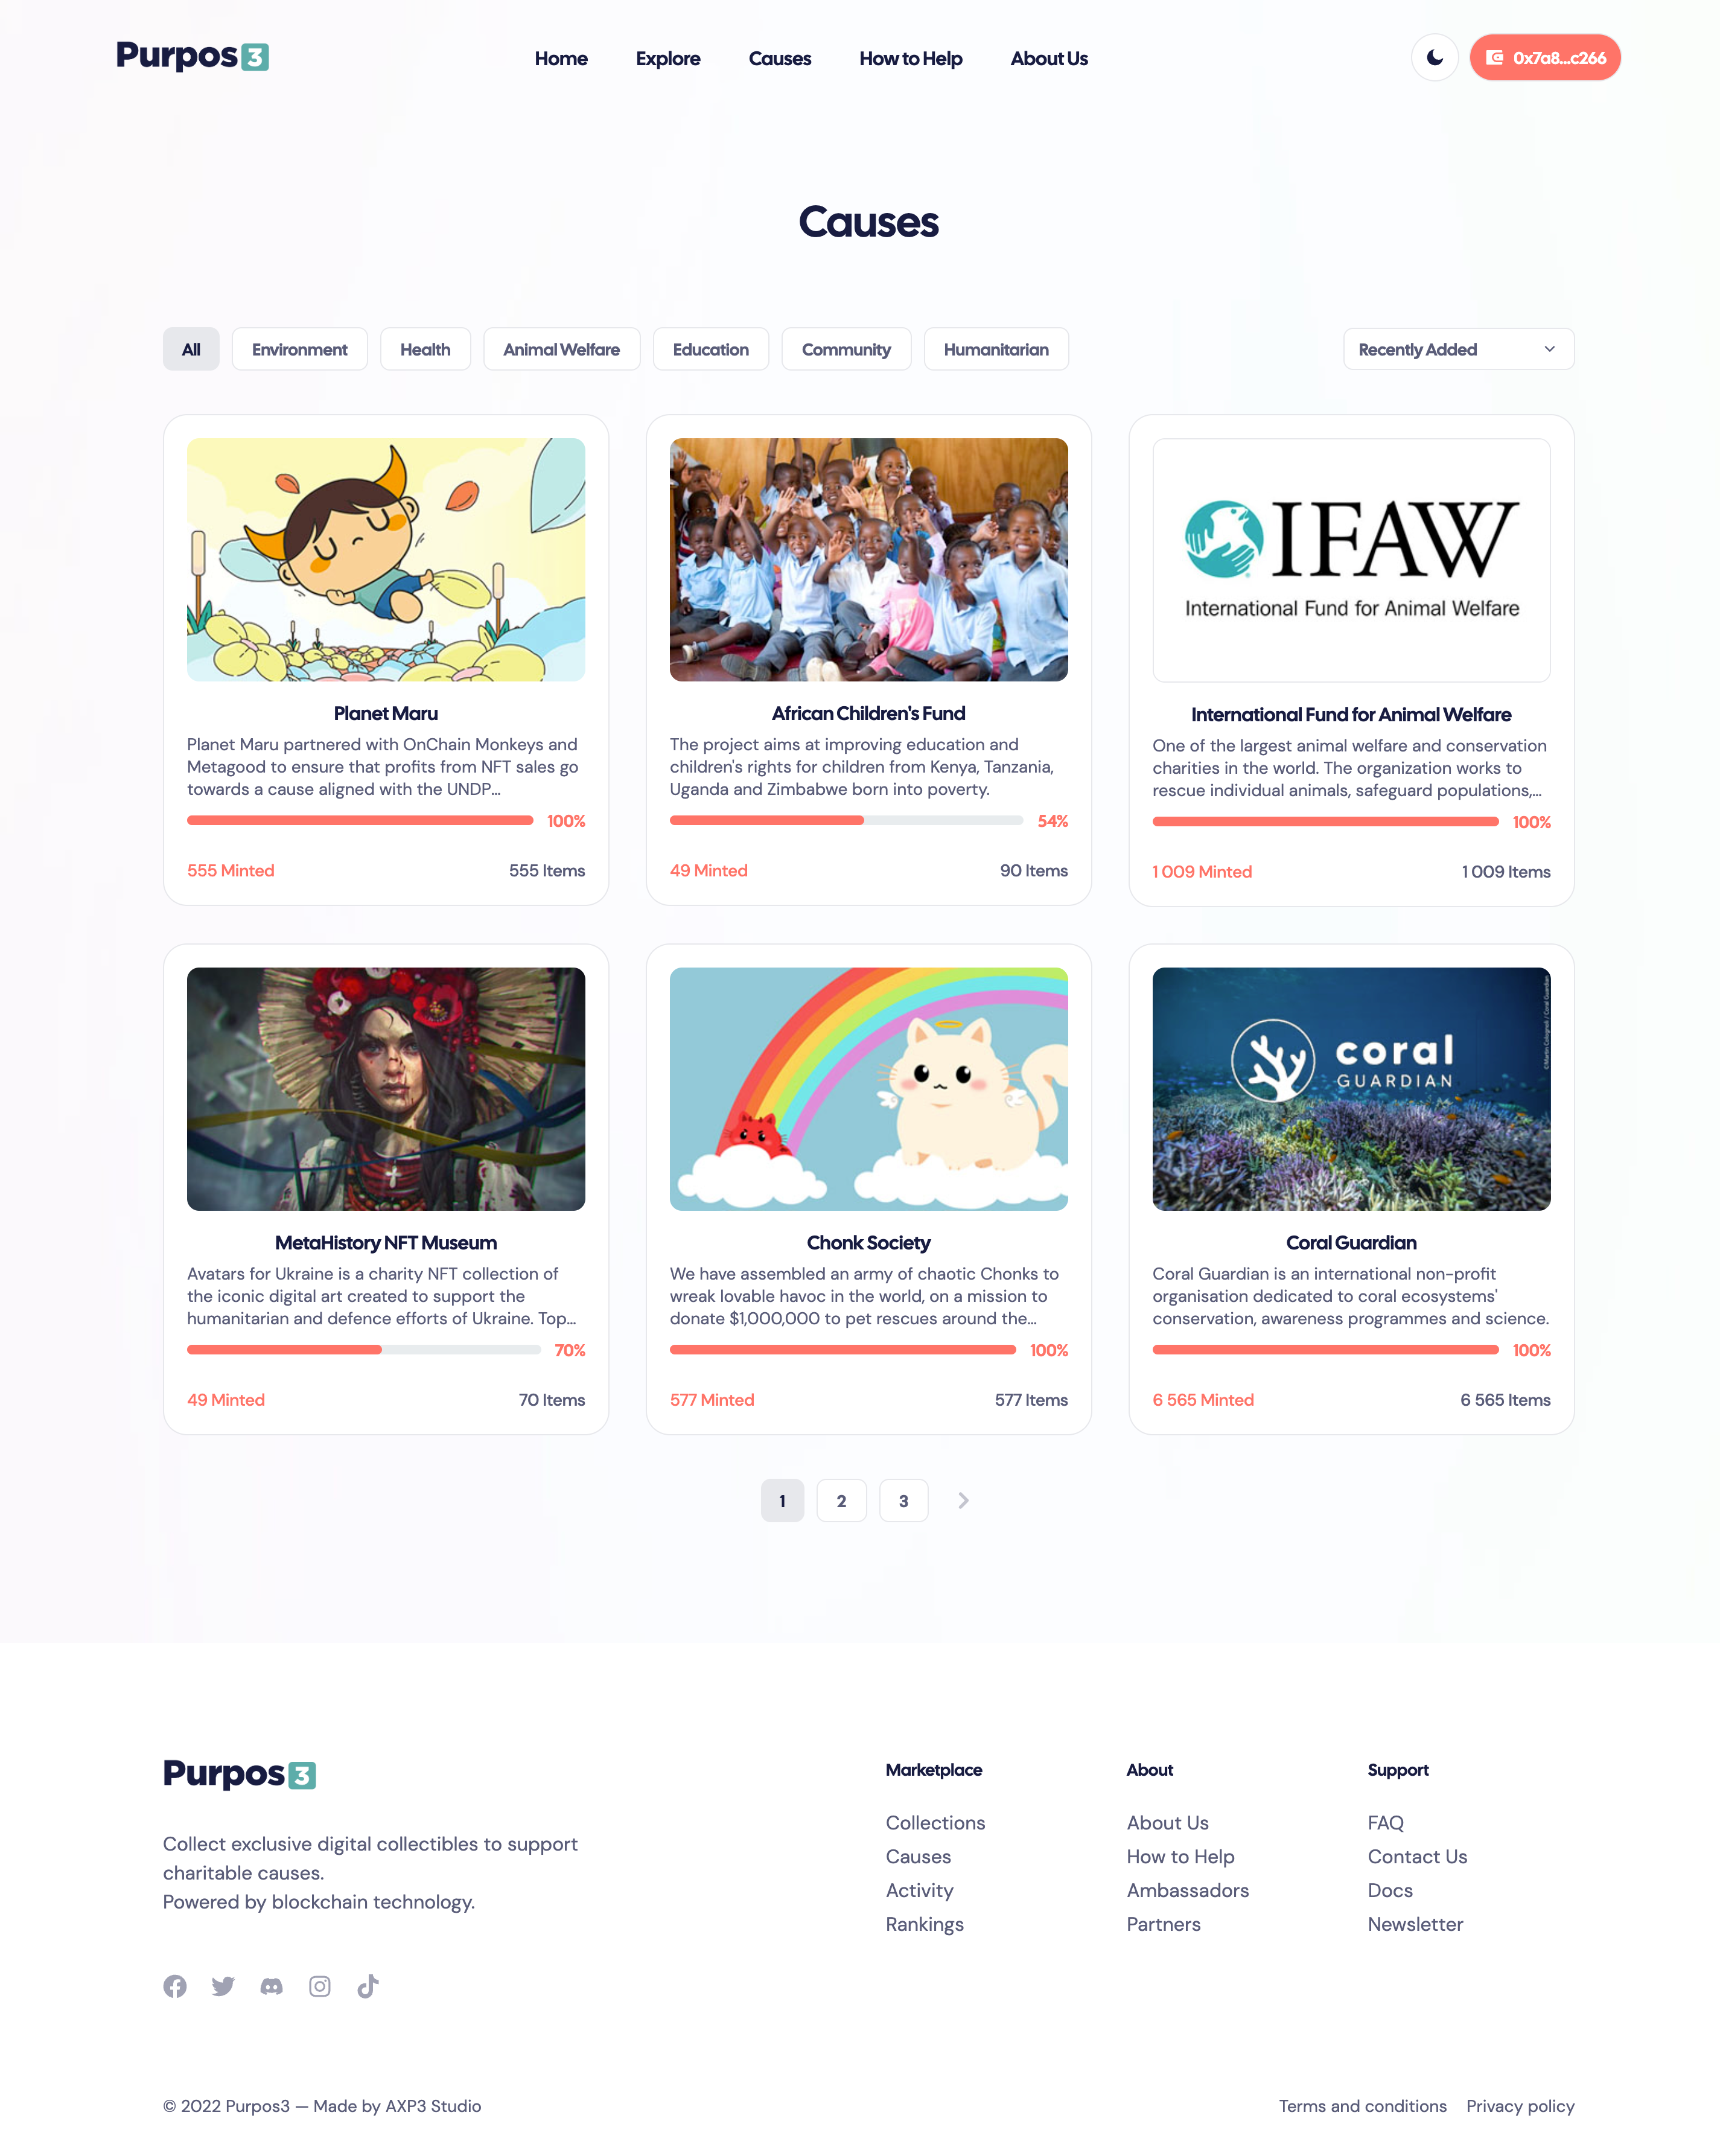 Purpos3
Home
Explore
Causes
How to Help
About Us
0x7a8...c266
Causes
All
Environment
Health
Animal Welfare
Education
Community
Humanitarian
Recently Added
IFAW
International Fund for Animal Welfare
Planet Maru
Planet Maru partnered with OnChain Monkeys and
Metagood to ensure that profits from NFT sales go
towards a cause aligned with the UNDP...
100%
555 Minted
555 Items
African Children's Fund
The project aims at improving education and
children's rights for children from Kenya, Tanzania,
Uganda and Zimbabwe born into poverty.
54%
49 Minted
90 Items
International Fund for Animal Welfare
One of the largest animal welfare and conservation
charities in the world. The organization works to
rescue individual animals, safeguard populations,...
100%
1 009 Minted
1 009 Items
coral
GUARDIAN
MetaHistory NFT Museum
Avatars for Ukraine is a charity NFT collection of
the iconic digital art created to support the
humanitarian and defence efforts of Ukraine. Top...
70%
49 Minted
70 Items
Chonk Society
We have assembled an army of chaotic Chonks to
wreak lovable havoc in the world, on a mission to
donate $1,000,000 to pet rescues around the...
100%
577 Minted
577 Items
Coral Guardian
Coral Guardian is an international non-profit
organisation dedicated to coral ecosystems'
conservation, awareness programmes and science.
100%
6 565 Minted
6 565 Items
1
2
3
Purpos3
Collect exclusive digital collectibles to support
charitable causes.
Powered by blockchain technology.
Marketplace
Collections
Causes
Activity
Rankings
About
About Us
How to Help
Ambassadors
Partners
Support
FAQ
Contact Us
Docs
Newsletter
© 2022 Purpos3 — Made by AXP3 Studio
Terms and conditions
Privacy policy